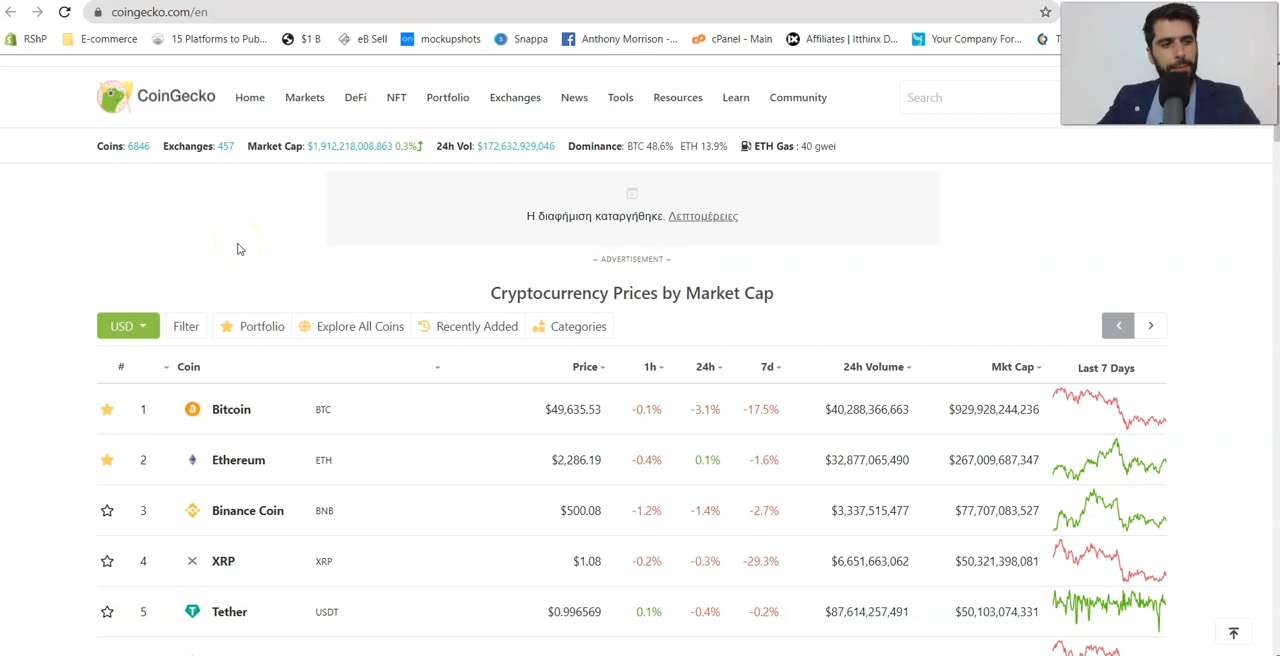 coingecko.com/en
RShP E-commerce 15 Platforms to Pub... $1 B eB Sell mockups Snappa Anthony Morrison -... cPanel - Main Affiliates | Itthinx D... Your Company For...
CoinGecko Home Markets DeFi NFT Portfolio Exchanges News Tools Resources Learn Community Search
Coins: 6846 Exchanges: 457 Market Cap: $1,912,218,008,863 0.3% 24h Vol: $172,632,929,046 Dominance: BTC 48.6% ETH 13.9% ETH Gas : 40 gwei
Η διαφήμιση καταργήθηκε. Λεπτομέρειες
– ADVERTISEMENT –
Cryptocurrency Prices by Market Cap
USD Filter Portfolio Explore All Coins Recently Added Categories
# Coin Price 1h 24h 7d 24h Volume Mkt Cap Last 7 Days
1 Bitcoin BTC $49,635.53 -0.1% -3.1% -17.5% $40,288,366,663 $929,928,244,236
2 Ethereum ETH $2,286.19 -0.4% 0.1% -1.6% $32,877,065,490 $267,009,687,347
3 Binance Coin BNB $500.08 -1.2% -1.4% -2.7% $3,337,515,477 $77,707,083,527
4 XRP XRP $1.08 -0.2% -0.3% -29.3% $6,651,663,062 $50,321,398,081
5 Tether USDT $0.996569 0.1% -0.4% -0.2% $87,614,257,491 $50,103,074,331